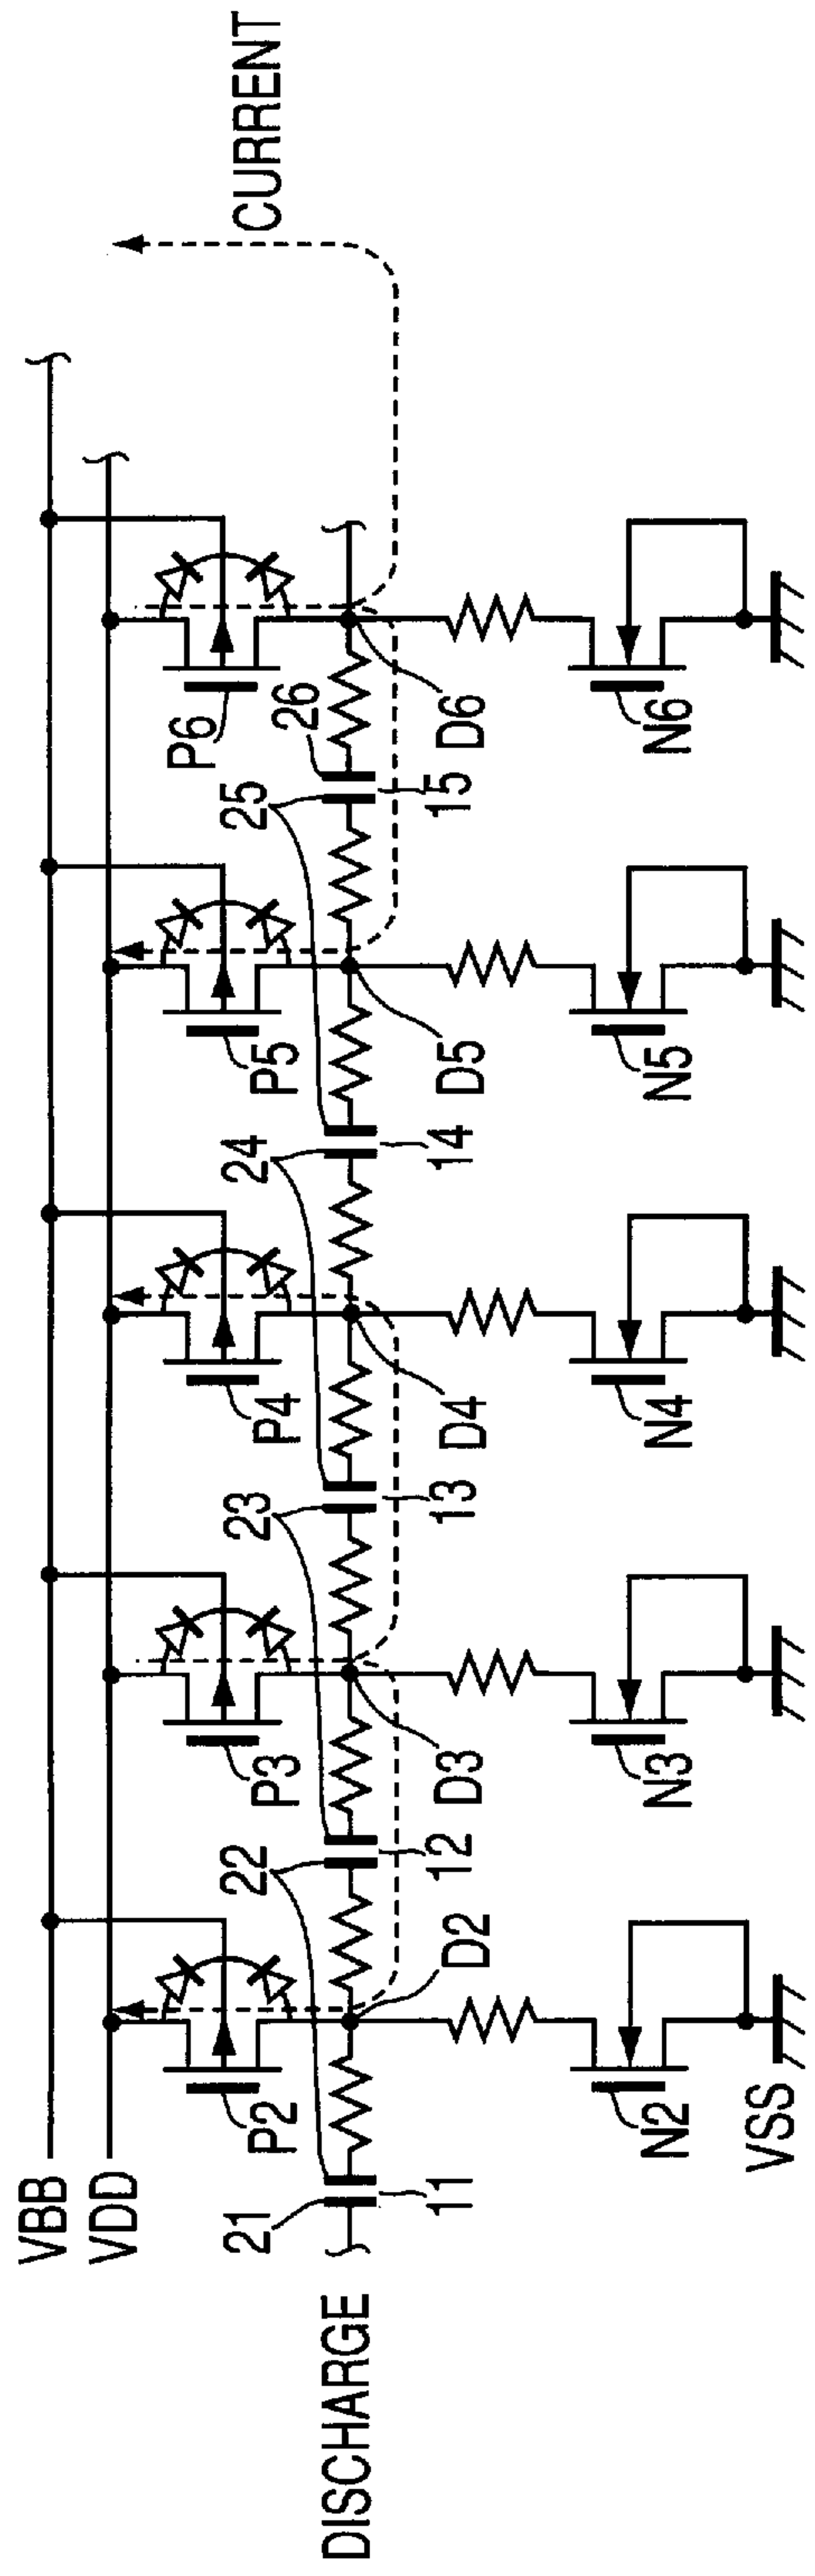 VBB
VDD
CURRENT
P2
P3
P4
P5
P6
21
22
23
24
25
26
DISCHARGE
11
D2
12
D3
13
D4
14
D5
15
D6
N2
N3
N4
N5
N6
VSS